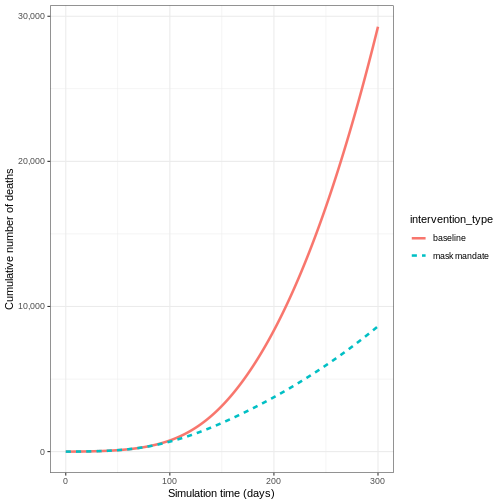 30,000
20,000
10,000
0
Cumulative number of deaths
0
100
200
300
Simulation time (days)
intervention_type
baseline
mask mandate